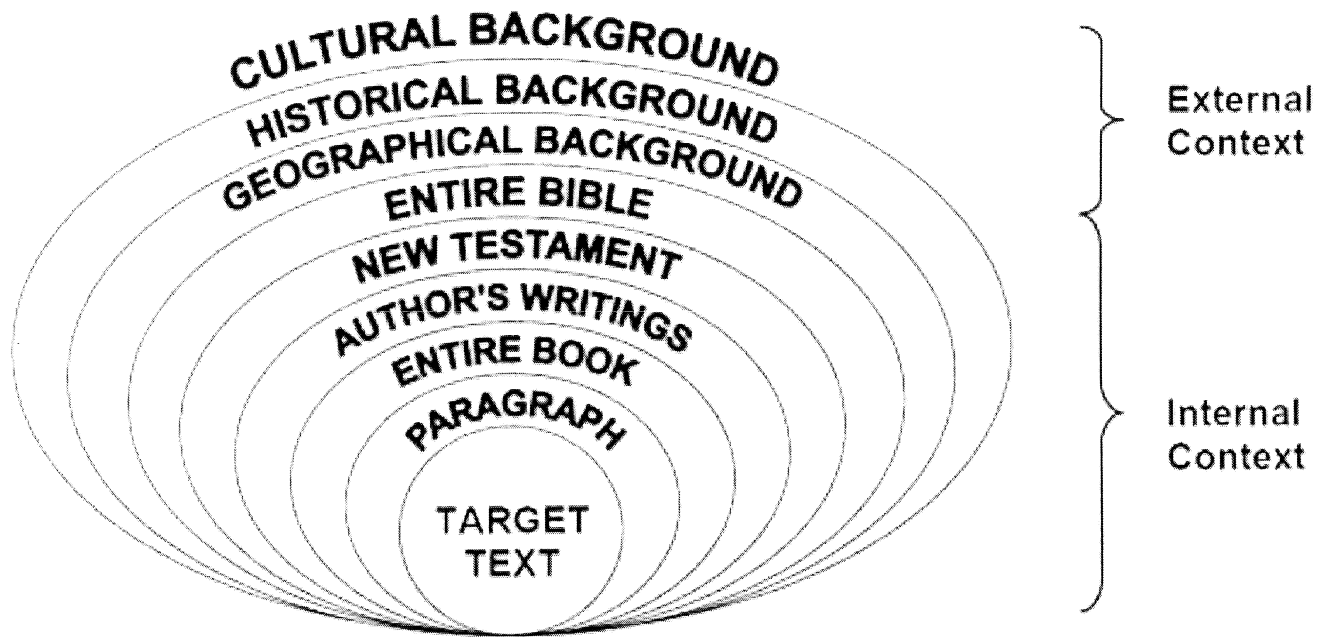 CULTURAL BACKGROUND
HISTORICAL BACKGROUND
GEOGRAPHICAL BACKGROUND
ENTIRE BIBLE
NEW TESTAMENT
AUTHOR'S WRITINGS
ENTIRE BOOK
PARAGRAPH
TARGET
TEXT
External
Context
Internal
Context